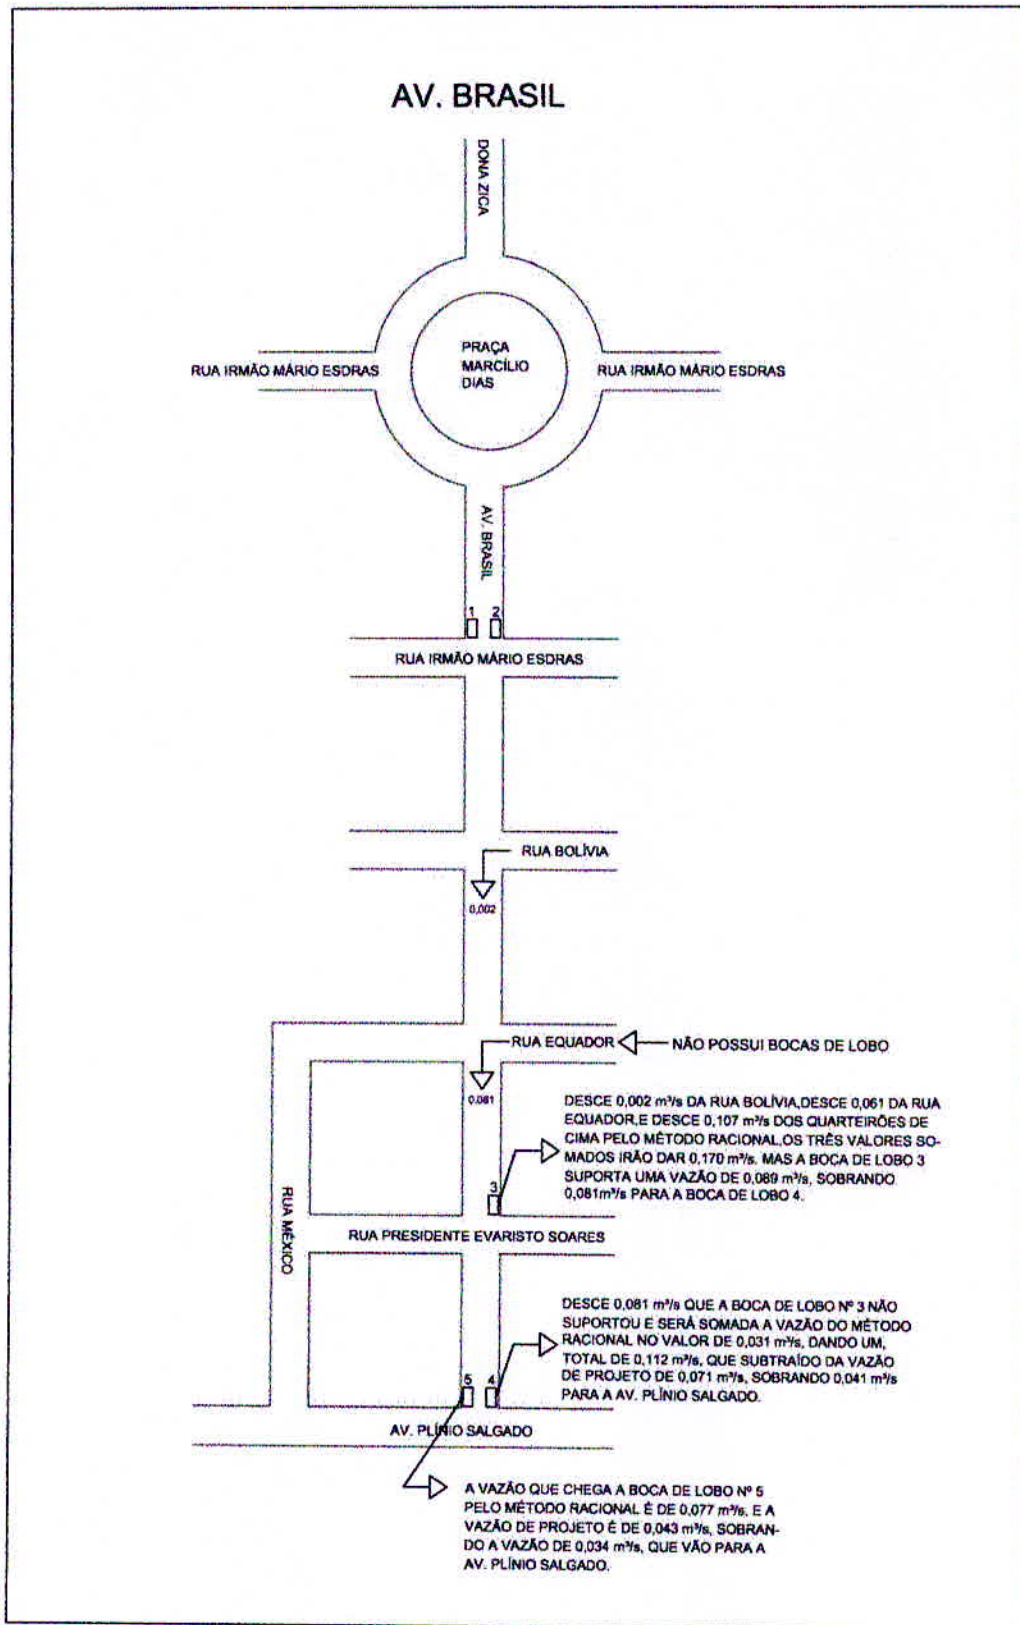 AV. BRASIL
DONA ZICA
PRAÇA
MARCÍLIO
DIAS
RUA IRMÃO MÁRIO ESDRAS
RUA IRMÃO MÁRIO ESDRAS
AV. BRASIL
1 2
RUA IRMÃO MÁRIO ESDRAS
RUA BOLÍVIA
0,002
RUA EQUADOR
NÃO POSSUI BOCAS DE LOBO
0,061
DESCE 0,002 m³/s DA RUA BOLÍVIA,DESCE 0,061 DA RUA
EQUADOR,E DESCE 0,107 m³/s DOS QUARTEIRÕES DE
CIMA PELO MÉTODO RACIONAL,OS TRÊS VALORES SO-
MADOS IRÃO DAR 0,170 m³/s. MAS A BOCA DE LOBO 3
SUPORTA UMA VAZÃO DE 0,089 m³/s, SOBRANDO
0,081m³/s PARA A BOCA DE LOBO 4.
3
RUA MÉXICO
RUA PRESIDENTE EVARISTO SOARES
DESCE 0,081 m³/s QUE A BOCA DE LOBO Nº 3 NÃO
SUPORTOU E SERÁ SOMADA A VAZÃO DO MÉTODO
RACIONAL NO VALOR DE 0,031 m³/s, DANDO UM,
TOTAL DE 0,112 m³/s, QUE SUBTRAÍDO DA VAZÃO
DE PROJETO DE 0,071 m³/s, SOBRANDO 0,041 m³/s
PARA A AV. PLÍNIO SALGADO.
5 4
AV. PLÍNIO SALGADO
A VAZÃO QUE CHEGA A BOCA DE LOBO Nº 5
PELO MÉTODO RACIONAL É DE 0,077 m³/s, E A
VAZÃO DE PROJETO É DE 0,043 m³/s, SOBRAN-
DO A VAZÃO DE 0,034 m³/s, QUE VÃO PARA A
AV. PLÍNIO SALGADO.